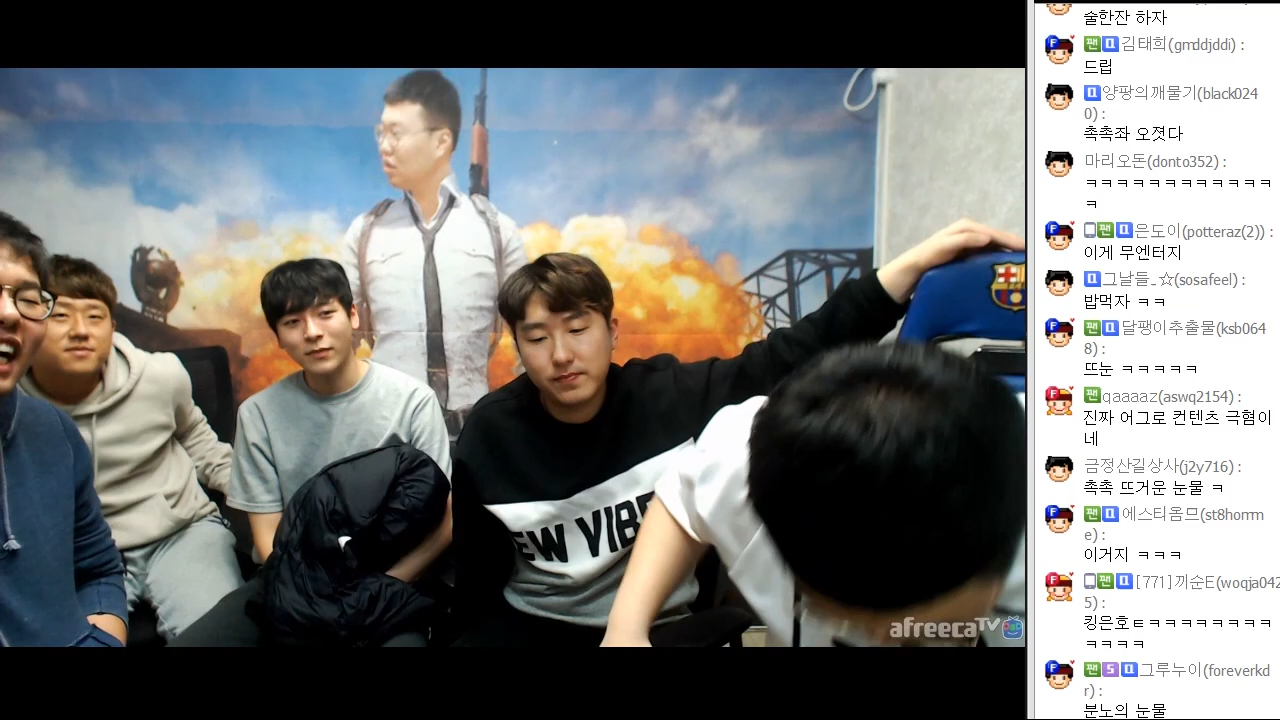 술한잔 하자
팬 Q 김태희(grrddjddi) :
드립
Q 양팡의깨물기(black024
0) :
촉촉좌 오졌다
마리오돈(donto352) :
ㅋㅋㅋㅋㅋㅋㅋㅋㅋㅋㅋㅋ
ㅋ
팬 Q 은도이(potteraz(2)) :
이게 무엔터지
Q 그날들_☆(sosafeel) :
밥먹자 ㅋㅋ
팬 Q 달팽이추출물(ksb064
8) :
뜨눈 ㅋㅋㅋㅋㅋ
팬 qaaaaz(aswq2154) :
진짜 어그로 컨텐츠 극혐이
네
금정산길상사(j2y716) :
촉촉 뜨거운 눈물 ㅋ
팬 Q 에스티옴므(st8homm
e) :
이거지 ㅋㅋㅋ
팬 Q [771]끼순E(woqja042
5) :
킹은호ㅌㅋㅋㅋㅋㅋㅋㅋㅋ
ㅋㅋㅋㅋ
팬 S Q 그루누이(foreverkd
r) :
분노의 눈물
EW VIBE
afreecaTV